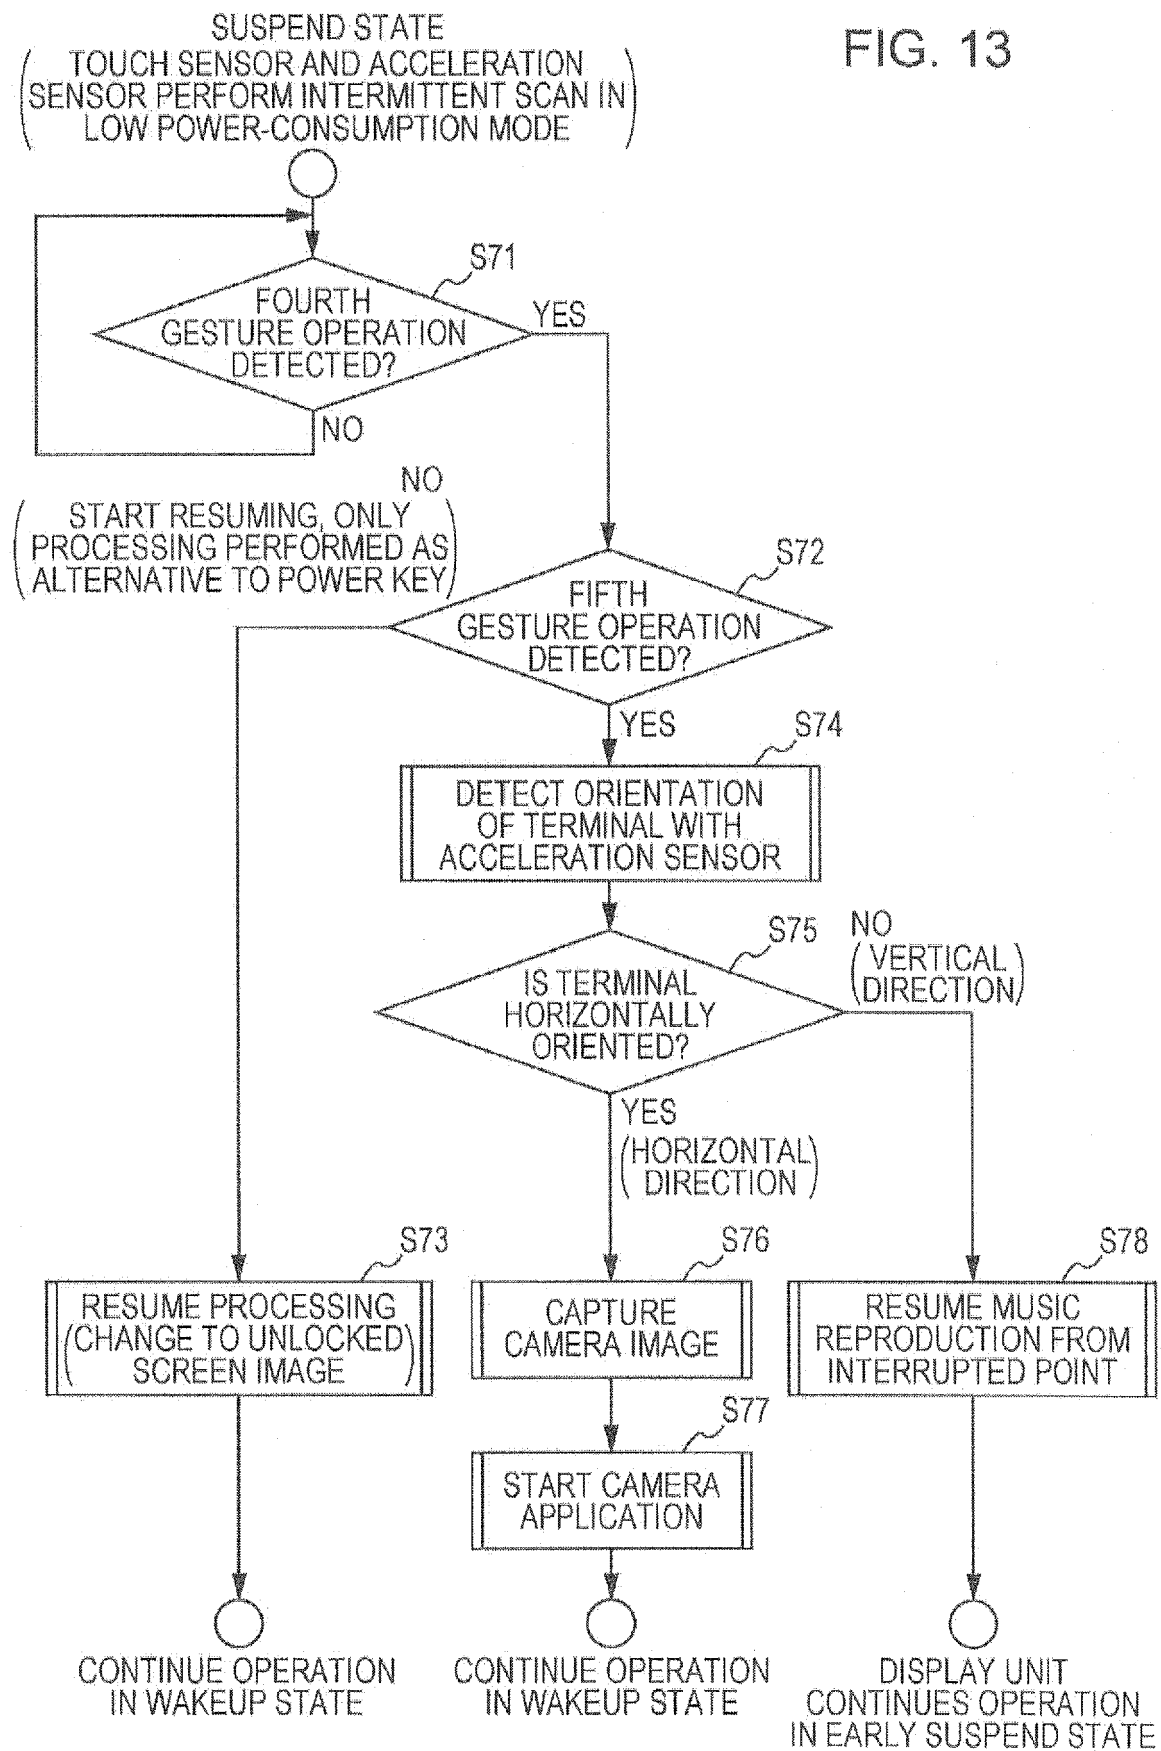 FIG. 13
SUSPEND STATE
(TOUCH SENSOR AND ACCELERATION
SENSOR PERFORM INTERMITTENT SCAN IN
LOW POWER-CONSUMPTION MODE)
S71
FOURTH
GESTURE OPERATION
DETECTED?
YES
NO
NO
(START RESUMING, ONLY
PROCESSING PERFORMED AS
ALTERNATIVE TO POWER KEY)
S72
FIFTH
GESTURE OPERATION
DETECTED?
YES
S74
DETECT ORIENTATION
OF TERMINAL WITH
ACCELERATION SENSOR
S75
IS TERMINAL
HORIZONTALLY
ORIENTED?
NO
(VERTICAL
DIRECTION)
YES
(HORIZONTAL
DIRECTION)
S73
RESUME PROCESSING
(CHANGE TO UNLOCKED
SCREEN IMAGE)
S76
CAPTURE
CAMERA IMAGE
S78
RESUME MUSIC
REPRODUCTION FROM
INTERRUPTED POINT
S77
START CAMERA
APPLICATION
CONTINUE OPERATION
IN WAKEUP STATE
CONTINUE OPERATION
IN WAKEUP STATE
DISPLAY UNIT
CONTINUES OPERATION
IN EARLY SUSPEND STATE